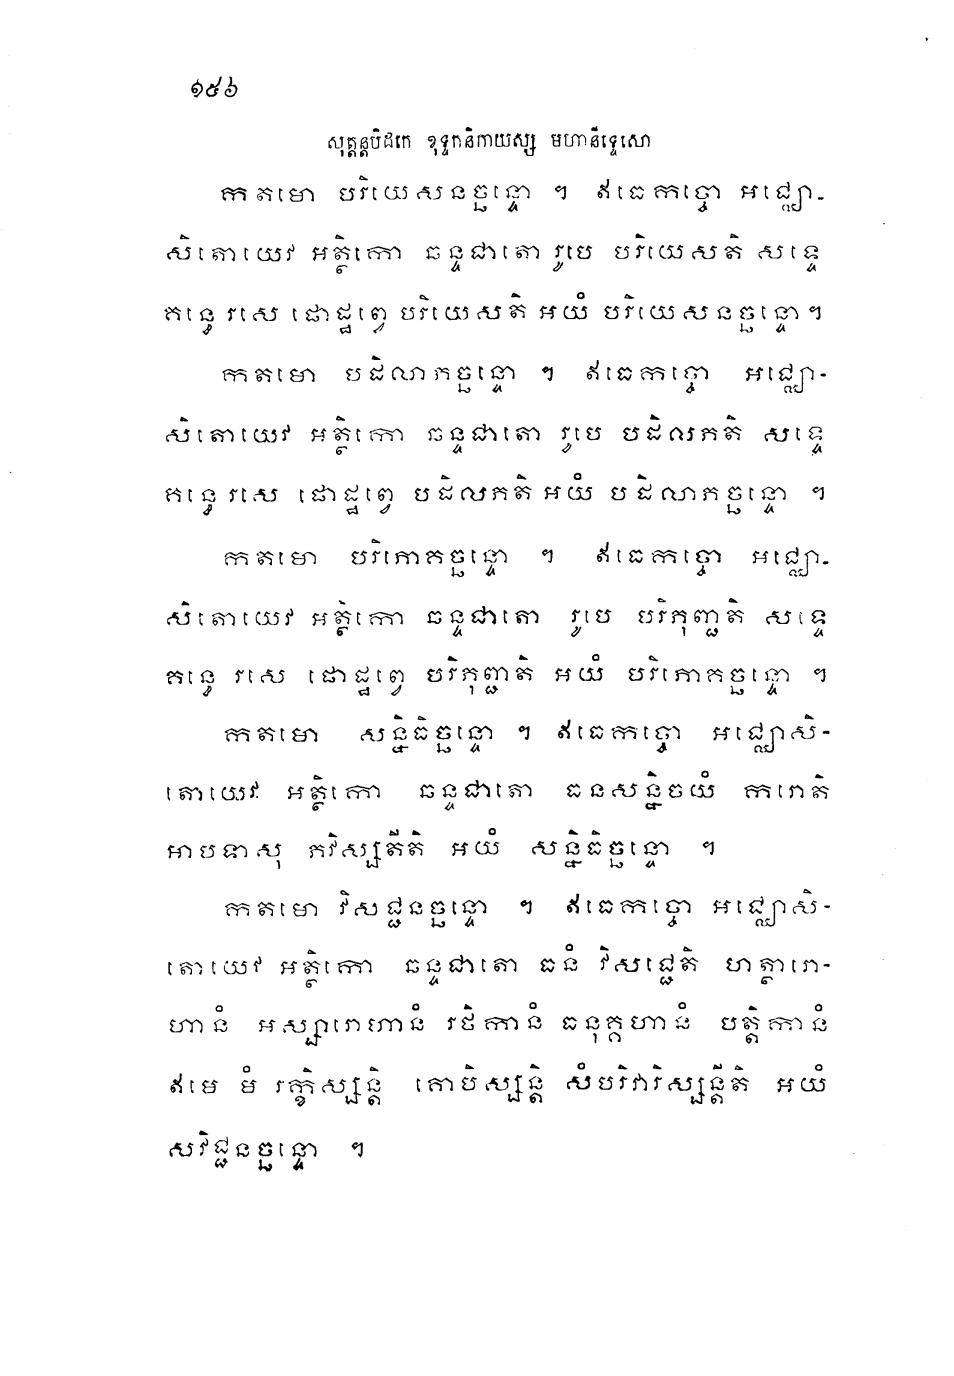 ១៩៦
សុត្តន្តបិដកេ ខុទ្ទកនិកាយស្ស មហានិទ្ទេសោ
កតមោ បរិយេសនច្ឆន្ទោ ។ ឥធេកច្ចោ អជ្ឈោ-
សិតោយេវ អត្ថិកោ ឆន្ទជាតោ រូបេ បរិយេសតិ សទ្ទេ
គន្ធេ រសេ ផោដ្ឋព្វេ បរិយេសតិ អយំ បរិយេសនច្ឆន្ទោ ។
កតមោ បដិលាភច្ឆន្ទោ ។ ឥធេកច្ចោ អជ្ឈោ-
សិតោយេវ អត្ថិកោ ឆន្ទជាតោ រូបេ បដិលភតិ សទ្ទេ
គន្ធេ រសេ ផោដ្ឋព្វេ បដិលភតិ អយំ បដិលាភច្ឆន្ទោ ។
កតមោ បរិភោគច្ឆន្ទោ ។ ឥធេកច្ចោ អជ្ឈោ-
សិតោយេវ អត្ថិកោ ឆន្ទជាតោ រូបេ បរិភុញ្ជតិ សទ្ទេ
គន្ធេ រសេ ផោដ្ឋព្វេ បរិភុញ្ជតិ អយំ បរិភោគច្ឆន្ទោ ។
កតមោ សន្និធិច្ឆន្ទោ ។ ឥធេកច្ចោ អជ្ឈោសិ-
តោយេវ អត្ថិកោ ឆន្ទជាតោ ធនសន្និចយំ ករោតិ
អាបទាសុ ភវិស្សតីតិ អយំ សន្និធិច្ឆន្ទោ ។
កតមោ វិសជ្ជនច្ឆន្ទោ ។ ឥធេកច្ចោ អជ្ឈោសិ-
តោយេវ អត្ថិកោ ឆន្ទជាតោ ធនំ វិសជ្ជេតិ ហត្ថារោ-
ហានំ អស្សារោហានំ រថិកានំ ធនុគ្គហានំ បត្តិកានំ
ឥមេ មំ រក្ខិស្សន្តិ គោបិស្សន្តិ សំបរិវារិស្សន្តីតិ អយំ
សវិជ្ជនច្ឆន្ទោ ។